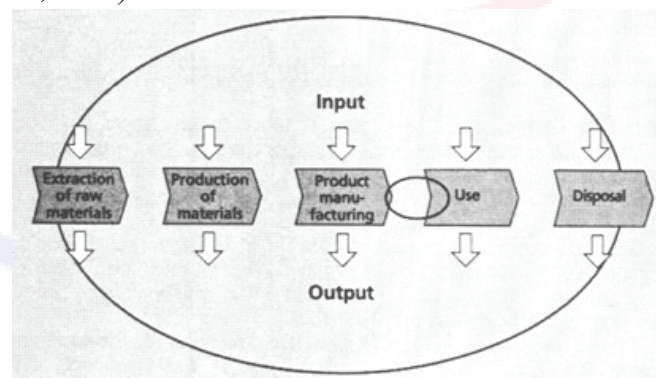 Input
Extraction
of raw
materials
Production
of
materials
Product
manu-
facturing
Use
Disposal
Output